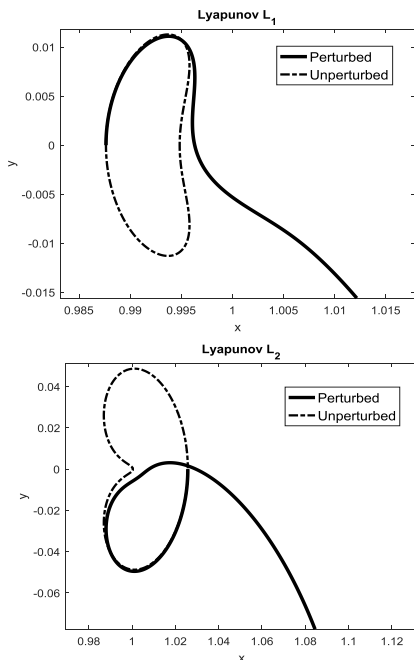 Lyapunov L1
0.01
0.005
0
-0.005
-0.01
-0.015
y
Perturbed
Unperturbed
0.985
0.99
0.995
1
1.005
1.01
1.015
x
Lyapunov L2
0.04
0.02
0
-0.02
-0.04
-0.06
y
Perturbed
Unperturbed
0.98
1
1.02
1.04
1.06
1.08
1.1
1.12
x